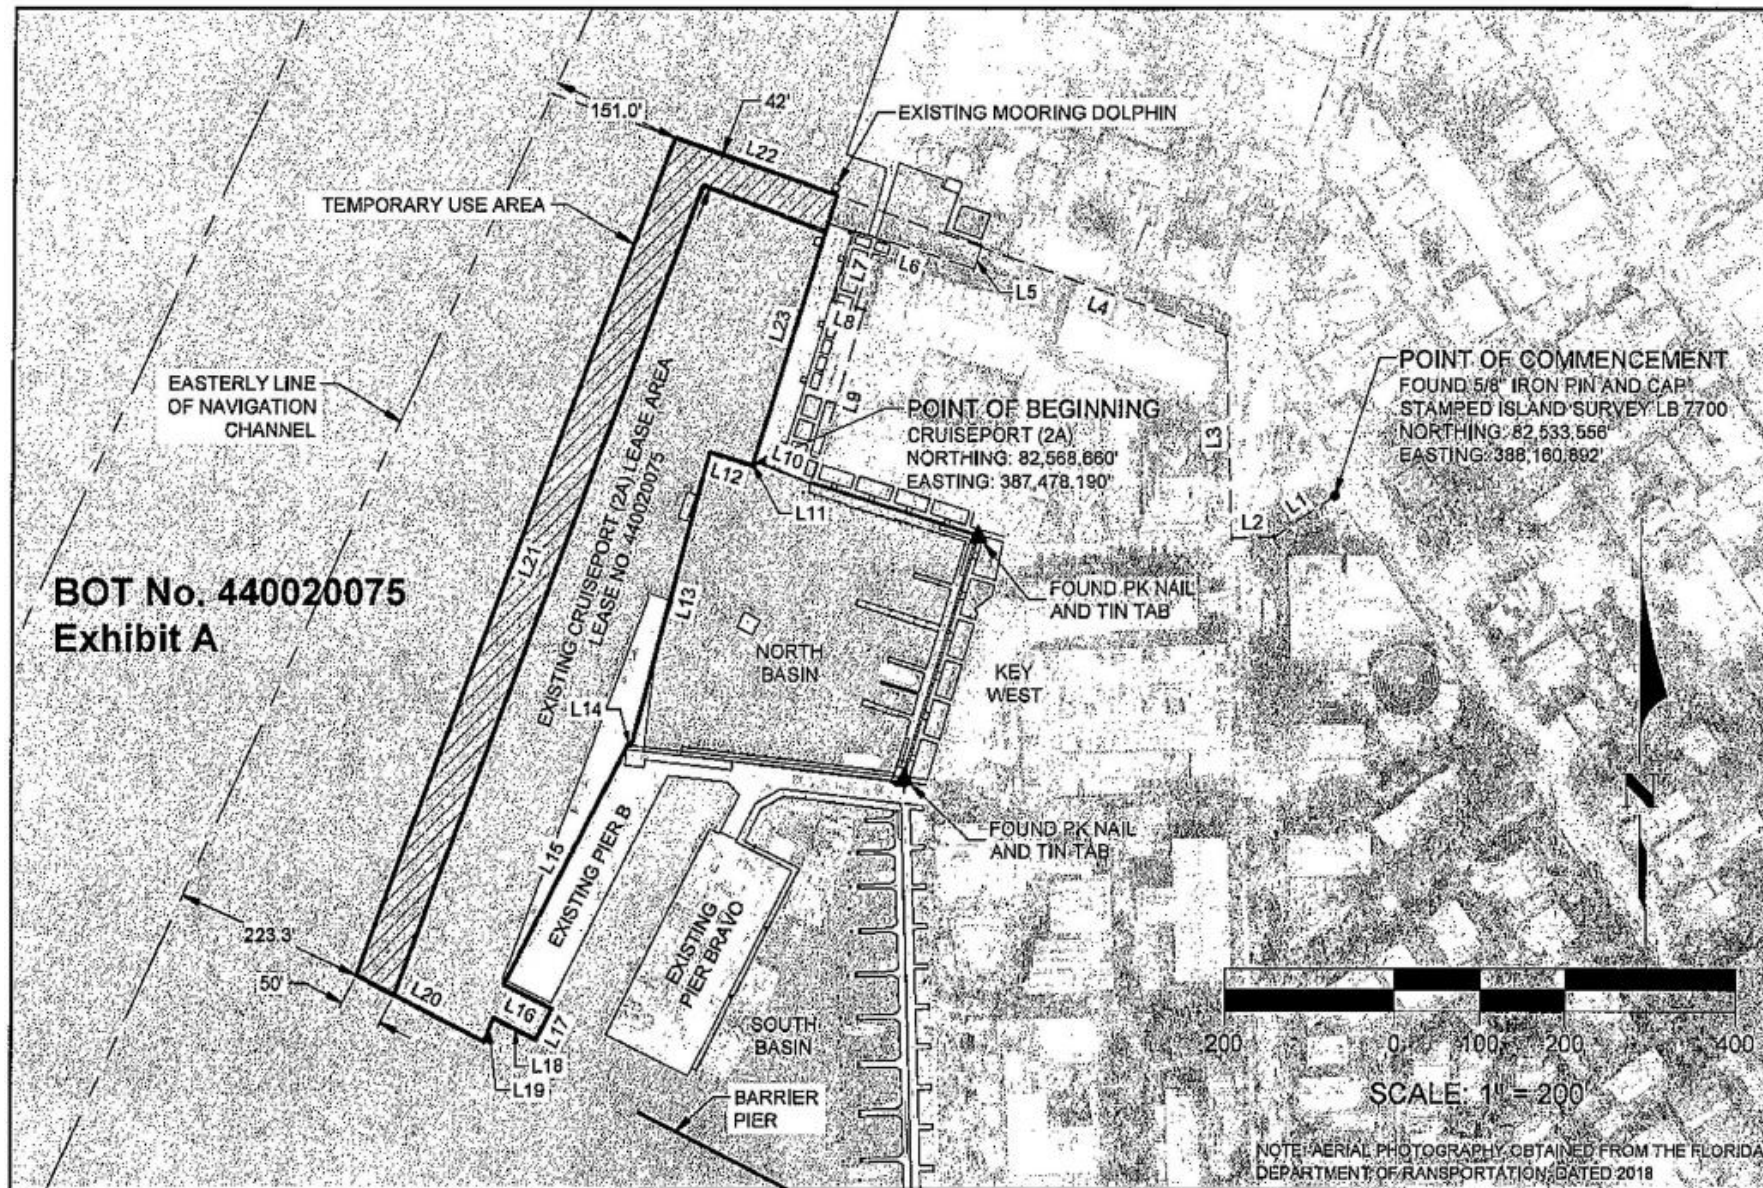 151.0'
42'
L22
EXISTING MOORING DOLPHIN
TEMPORARY USE AREA
L7
L6
L5
L4
L23
L8
EASTERLY LINE
OF NAVIGATION
CHANNEL
EXISTING CRUISEPORT (2A) LEASE AREA
LEASE NO. 440020075
L9
POINT OF BEGINNING
CRUISEPORT (2A)
NORTHING: 82,568.660'
EASTING: 387,478.190'
L3
POINT OF COMMENCEMENT
FOUND 5/8" IRON PIN AND CAP
STAMPED ISLAND SURVEY LB 7700
NORTHING: 82,533.556'
EASTING: 388,160.892'
L10
L12
L11
L2
L1
L21
BOT No. 440020075
Exhibit A
L13
FOUND PK NAIL
AND TIN TAB
NORTH
BASIN
KEY
WEST
L14
N
L15
EXISTING PIER B
FOUND PK NAIL
AND TIN TAB
EXISTING
PIER BRAVO
223.3'
50'
L20
L16
L17
L18
L19
SOUTH
BASIN
BARRIER
PIER
200 0 100 200 400
SCALE: 1" = 200'
NOTE: AERIAL PHOTOGRAPHY OBTAINED FROM THE FLORIDA
DEPARTMENT OF RANSPORTATION, DATED 2018